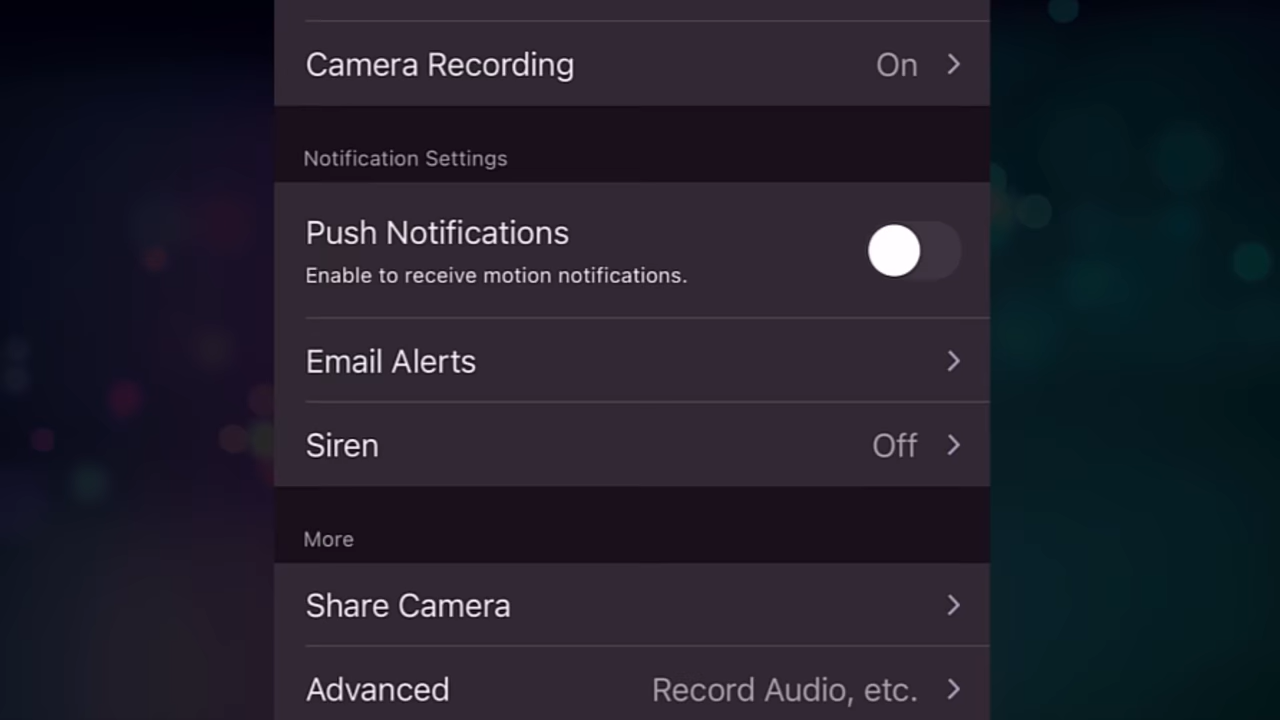 Camera Recording On
Notification Settings
Push Notifications
Enable to receive motion notifications.
Email Alerts
Siren Off
More
Share Camera
Advanced Record Audio, etc.